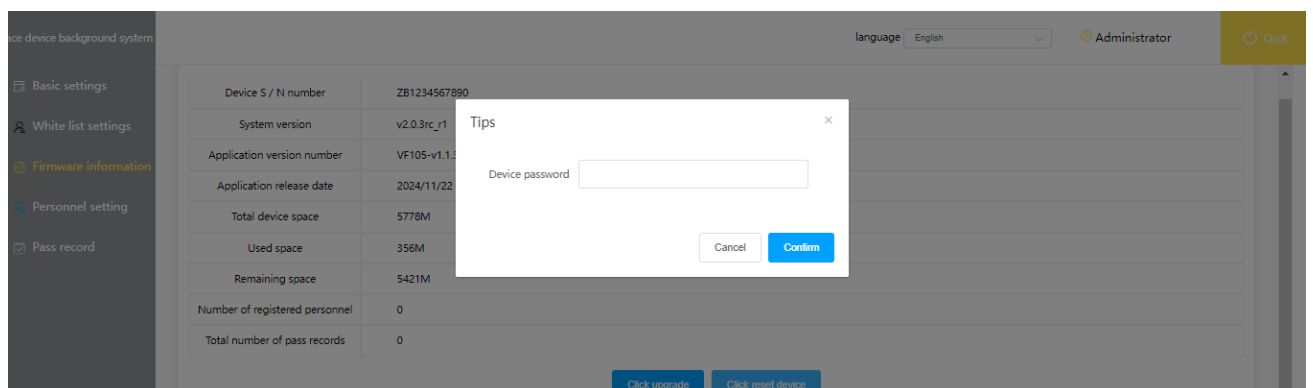 ace device background system
language English
Administrator
Quit
Basic settings
White list settings
Firmware information
Personnel setting
Pass record
Device S / N number ZB1234567890
System version v2.0.3rc_r1
Application version number VF105-v1.1.3
Application release date 2024/11/22
Total device space 5778M
Used space 356M
Remaining space 5421M
Number of registered personnel 0
Total number of pass records 0
Tips
Device password
Cancel Confirm
Click upgrade Click reset device